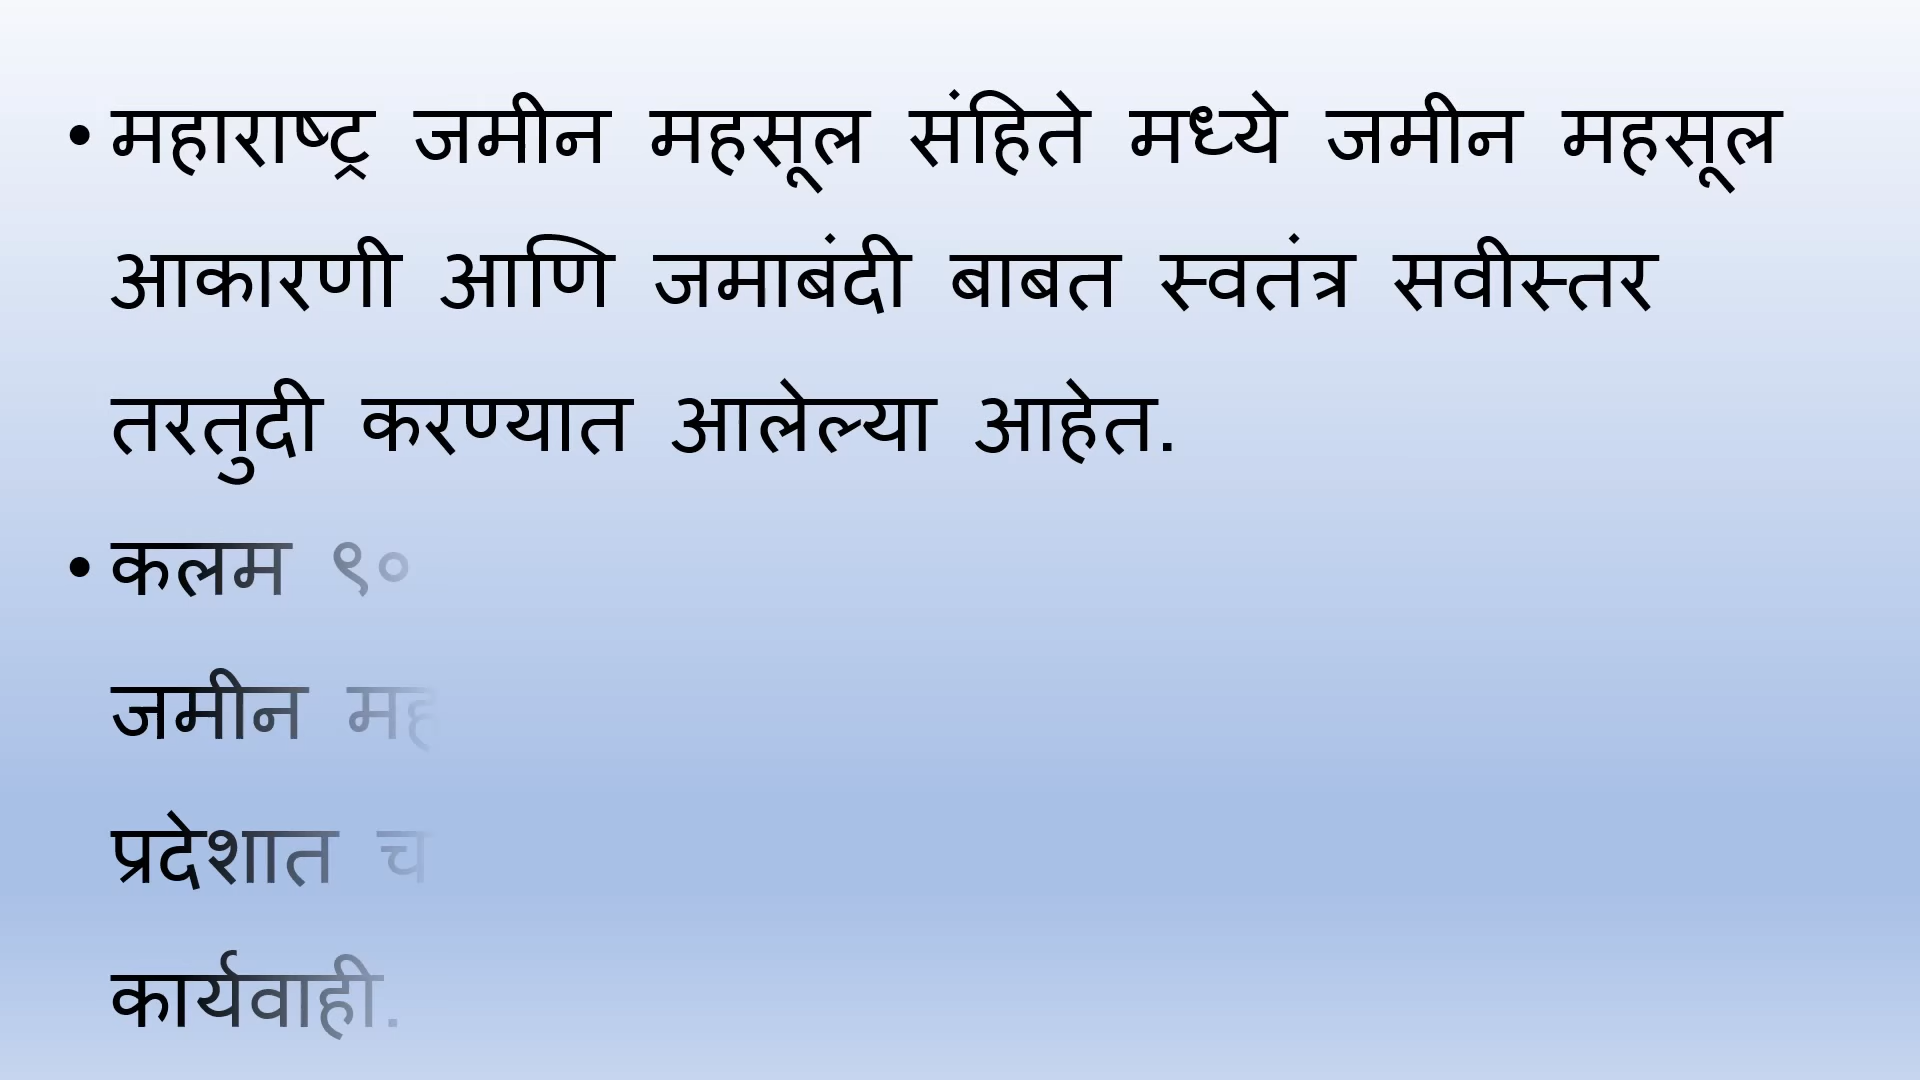 • महाराष्ट्र जमीन महसूल संहिते मध्ये जमीन महसूल
आकारणी आणि जमाबंदी बाबत स्वतंत्र सवीस्तर
तरतुदी करण्यात आलेल्या आहेत.
• कलम ९०
जमीन
प्रदेशात
कार्यवाही.